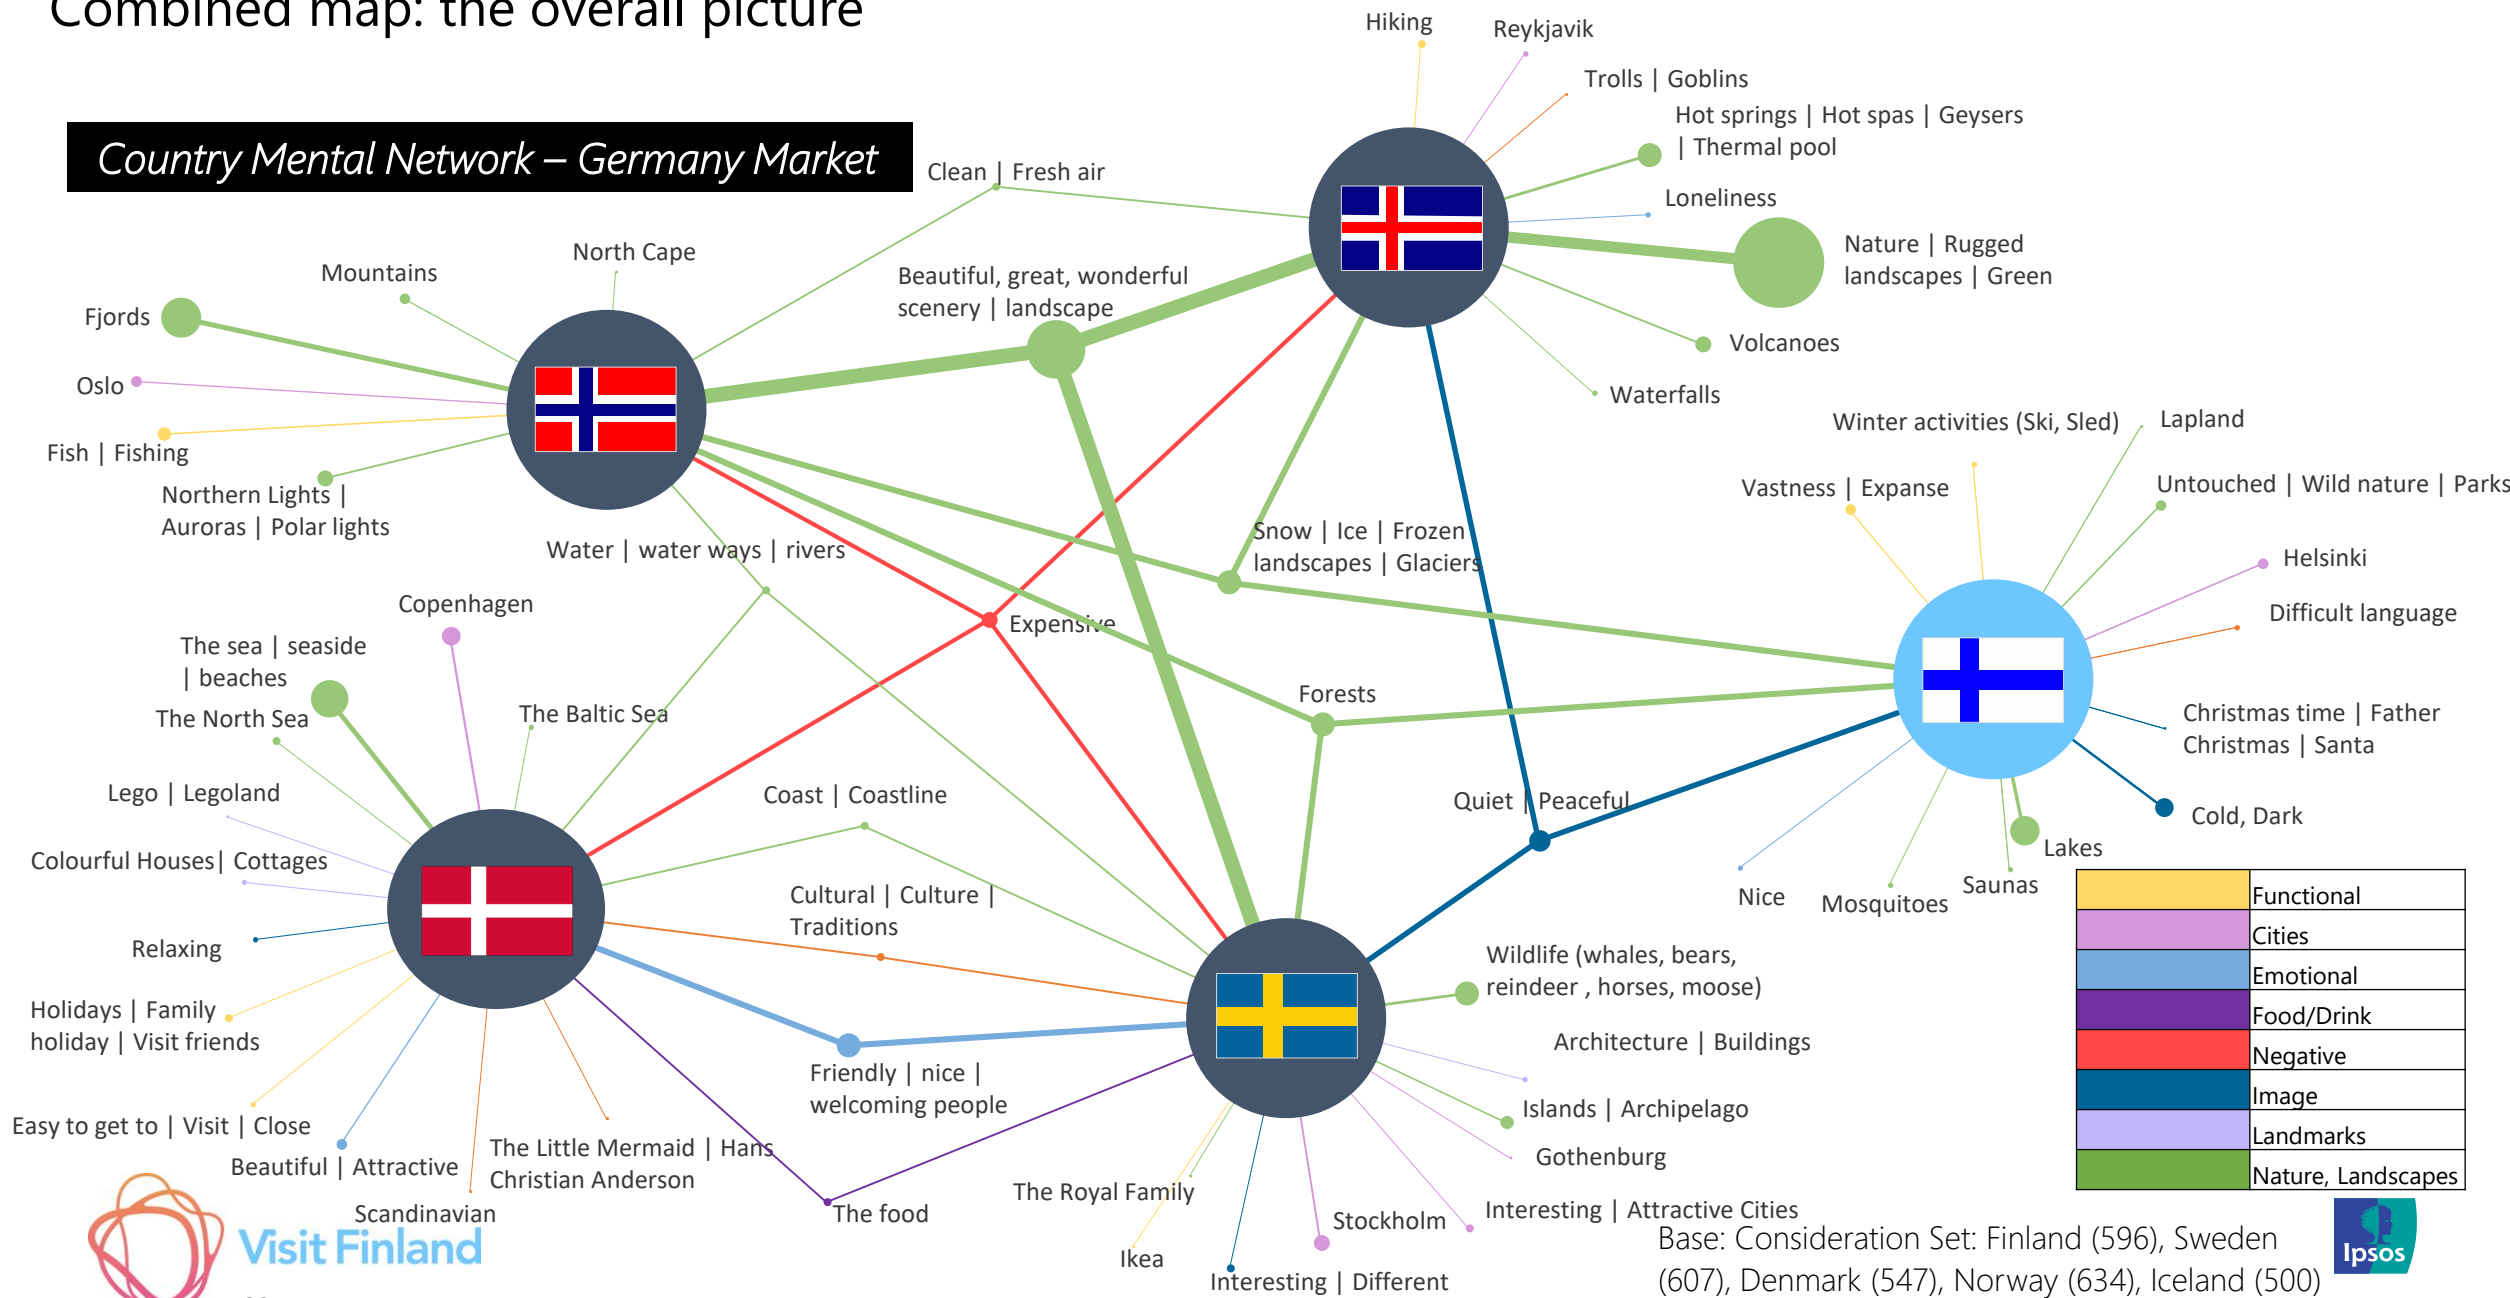 Combined map: the overall picture
Country Mental Network – Germany Market
Hiking
Reykjavik
Trolls | Goblins
Hot springs | Hot spas | Geysers
| Thermal pool
Loneliness
Nature | Rugged
landscapes | Green
Volcanoes
Waterfalls
Clean | Fresh air
Beautiful, great, wonderful
scenery | landscape
North Cape
Mountains
Fjords
Oslo
Fish | Fishing
Northern Lights |
Auroras | Polar lights
Water | water ways | rivers
Snow | Ice | Frozen
landscapes | Glaciers
Expensive
Forests
Quiet | Peaceful
Winter activities (Ski, Sled)
Lapland
Vastness | Expanse
Untouched | Wild nature | Parks
Helsinki
Difficult language
Christmas time | Father
Christmas | Santa
Cold, Dark
Lakes
Saunas
Mosquitoes
Nice
Copenhagen
The sea | seaside
| beaches
The North Sea
The Baltic Sea
Lego | Legoland
Colourful Houses| Cottages
Relaxing
Holidays | Family
holiday | Visit friends
Easy to get to | Visit | Close
Beautiful | Attractive
Scandinavian
The Little Mermaid | Hans
Christian Anderson
Coast | Coastline
Cultural | Culture |
Traditions
Friendly | nice |
welcoming people
The food
Wildlife (whales, bears,
reindeer , horses, moose)
Architecture | Buildings
Islands | Archipelago
Gothenburg
Interesting | Attractive Cities
Stockholm
The Royal Family
Ikea
Interesting | Different
Functional
Cities
Emotional
Food/Drink
Negative
Image
Landmarks
Nature, Landscapes
Base: Consideration Set: Finland (596), Sweden
(607), Denmark (547), Norway (634), Iceland (500)
Visit Finland
Ipsos